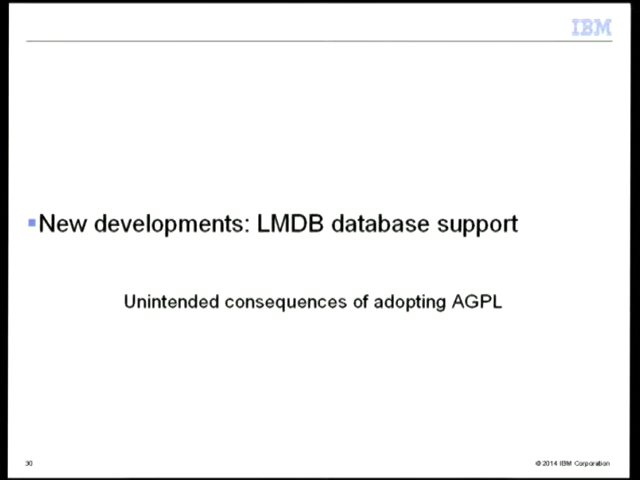 IBM
New developments: LMDB database support
Unintended consequences of adopting AGPL
30
© 2014 IBM Corporation